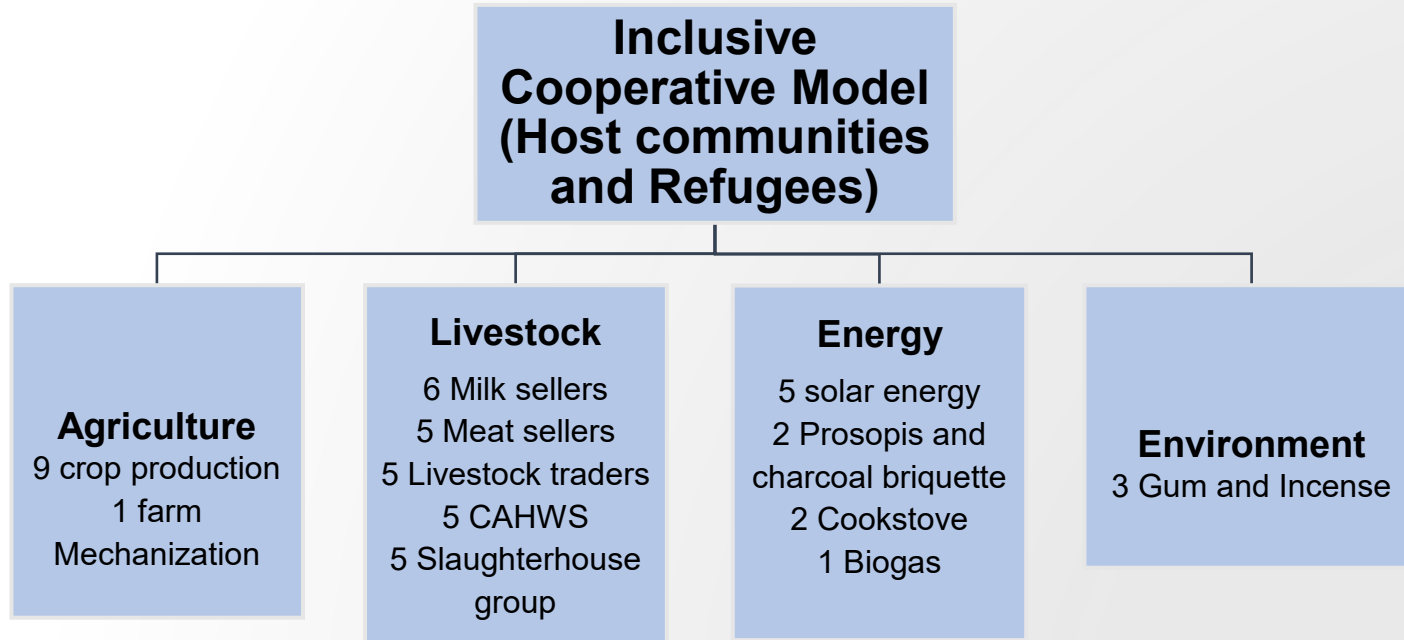 Inclusive
Cooperative Model
(Host communities
and Refugees)
Agriculture
9 crop production
1 farm
Mechanization
Livestock
6 Milk sellers
5 Meat sellers
5 Livestock traders
5 CAHWS
5 Slaughterhouse
group
Energy
5 solar energy
2 Prosopis and
charcoal briquette
2 Cookstove
1 Biogas
Environment
3 Gum and Incense